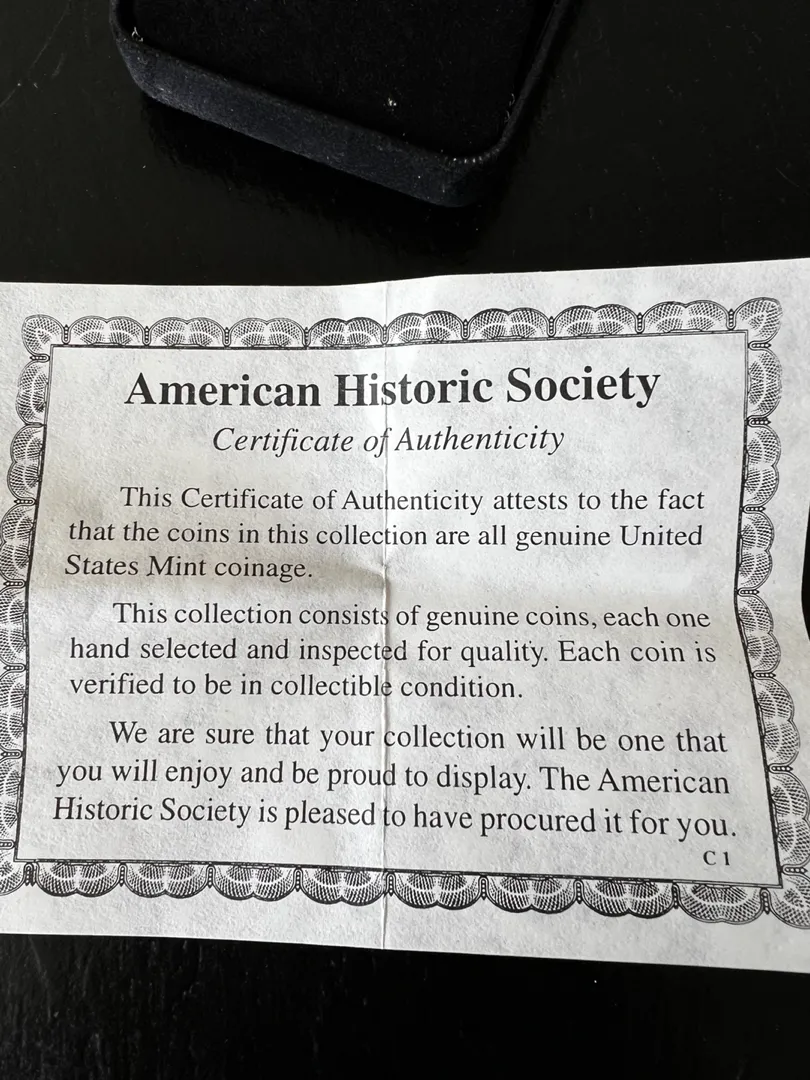 American Historic Society
Certificate of Authenticity
This Certificate of Authenticity attests to the fact
that the coins in this collection are all genuine United
States Mint coinage.
This collection consists of genuine coins, each one
hand selected and inspected for quality. Each coin is
verified to be in collectible condition.
We are sure that your collection will be one that
you will enjoy and be proud to display. The American
Historic Society is pleased to have procured it for you.
C 1